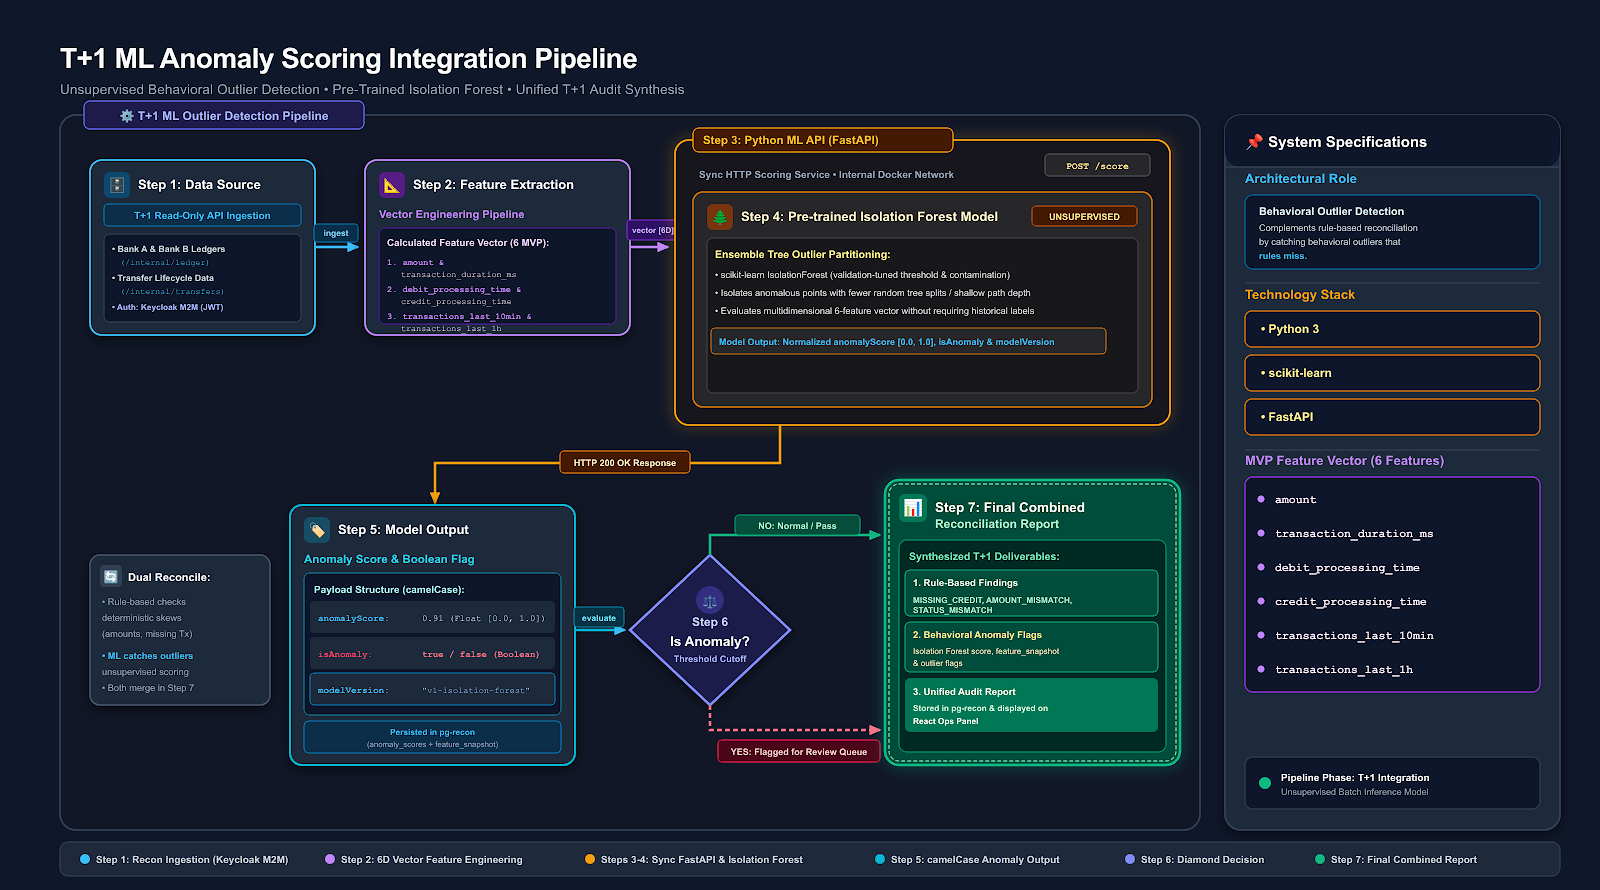 T+1 ML Anomaly Scoring Integration Pipeline
Unsupervised Behavioral Outlier Detection • Pre-Trained Isolation Forest • Unified T+1 Audit Synthesis
T+1 ML Outlier Detection Pipeline
Step 1: Data Source
T+1 Read-Only API Ingestion
• Bank A & Bank B Ledgers
(/internal/ledger)
• Transfer Lifecycle Data
(/internal/transfers)
• Auth: Keycloak M2M (JWT)
ingest
Step 2: Feature Extraction
Vector Engineering Pipeline
Calculated Feature Vector (6 MVP):
1. amount &
transaction_duration_ms
2. debit_processing_time &
credit_processing_time
3. transactions_last_10min &
transactions_last_1h
vector [6D]
Step 3: Python ML API (FastAPI)
POST /score
Sync HTTP Scoring Service • Internal Docker Network
Step 4: Pre-trained Isolation Forest Model
UNSUPERVISED
Ensemble Tree Outlier Partitioning:
• scikit-learn IsolationForest (validation-tuned threshold & contamination)
• Isolates anomalous points with fewer random tree splits / shallow path depth
• Evaluates multidimensional 6-feature vector without requiring historical labels
Model Output: Normalized anomalyScore [0.0, 1.0], isAnomaly & modelVersion
HTTP 200 OK Response
Dual Reconcile:
• Rule-based checks
deterministic skews
(amounts, missing Tx)
• ML catches outliers
unsupervised scoring
• Both merge in Step 7
Step 5: Model Output
Anomaly Score & Boolean Flag
Payload Structure (camelCase):
anomalyScore: 0.91 (Float [0.0, 1.0])
isAnomaly: true / false (Boolean)
modelVersion: "v1-isolation-forest"
Persisted in pg-recon
(anomaly_scores + feature_snapshot)
evaluate
Step 6
Is Anomaly?
Threshold Cutoff
NO: Normal / Pass
YES: Flagged for Review Queue
Step 7: Final Combined
Reconciliation Report
Synthesized T+1 Deliverables:
1. Rule-Based Findings
MISSING_CREDIT, AMOUNT_MISMATCH,
STATUS_MISMATCH
2. Behavioral Anomaly Flags
Isolation Forest score, feature_snapshot
& outlier flags
3. Unified Audit Report
Stored in pg-recon & displayed on
React Ops Panel
System Specifications
Architectural Role
Behavioral Outlier Detection
Complements rule-based reconciliation
by catching behavioral outliers that
rules miss.
Technology Stack
• Python 3
• scikit-learn
• FastAPI
MVP Feature Vector (6 Features)
amount
transaction_duration_ms
debit_processing_time
credit_processing_time
transactions_last_10min
transactions_last_1h
Pipeline Phase: T+1 Integration
Unsupervised Batch Inference Model
Step 1: Recon Ingestion (Keycloak M2M)
Step 2: 6D Vector Feature Engineering
Steps 3-4: Sync FastAPI & Isolation Forest
Step 5: camelCase Anomaly Output
Step 6: Diamond Decision
Step 7: Final Combined Report